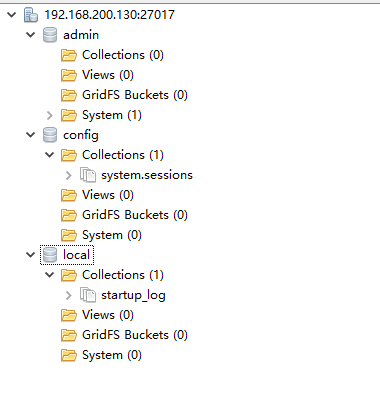 192.168.200.130:27017
admin
Collections (0)
Views (0)
GridFS Buckets (0)
System (1)
config
Collections (1)
system.sessions
Views (0)
GridFS Buckets (0)
System (0)
local
Collections (1)
startup_log
Views (0)
GridFS Buckets (0)
System (0)